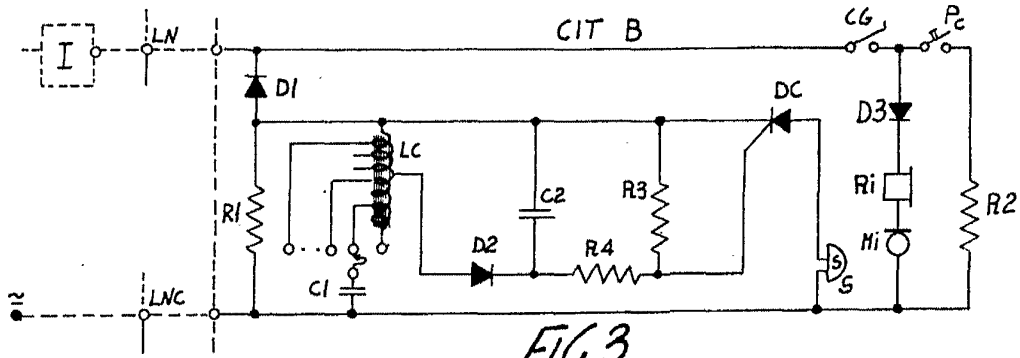 CIT B
LN
CG
Pc
I
D1
DC
D3
LC
R1
C2
R3
Ri
R2
D2
R4
Mi
S
S
C1
≃
LNC
FIG.3